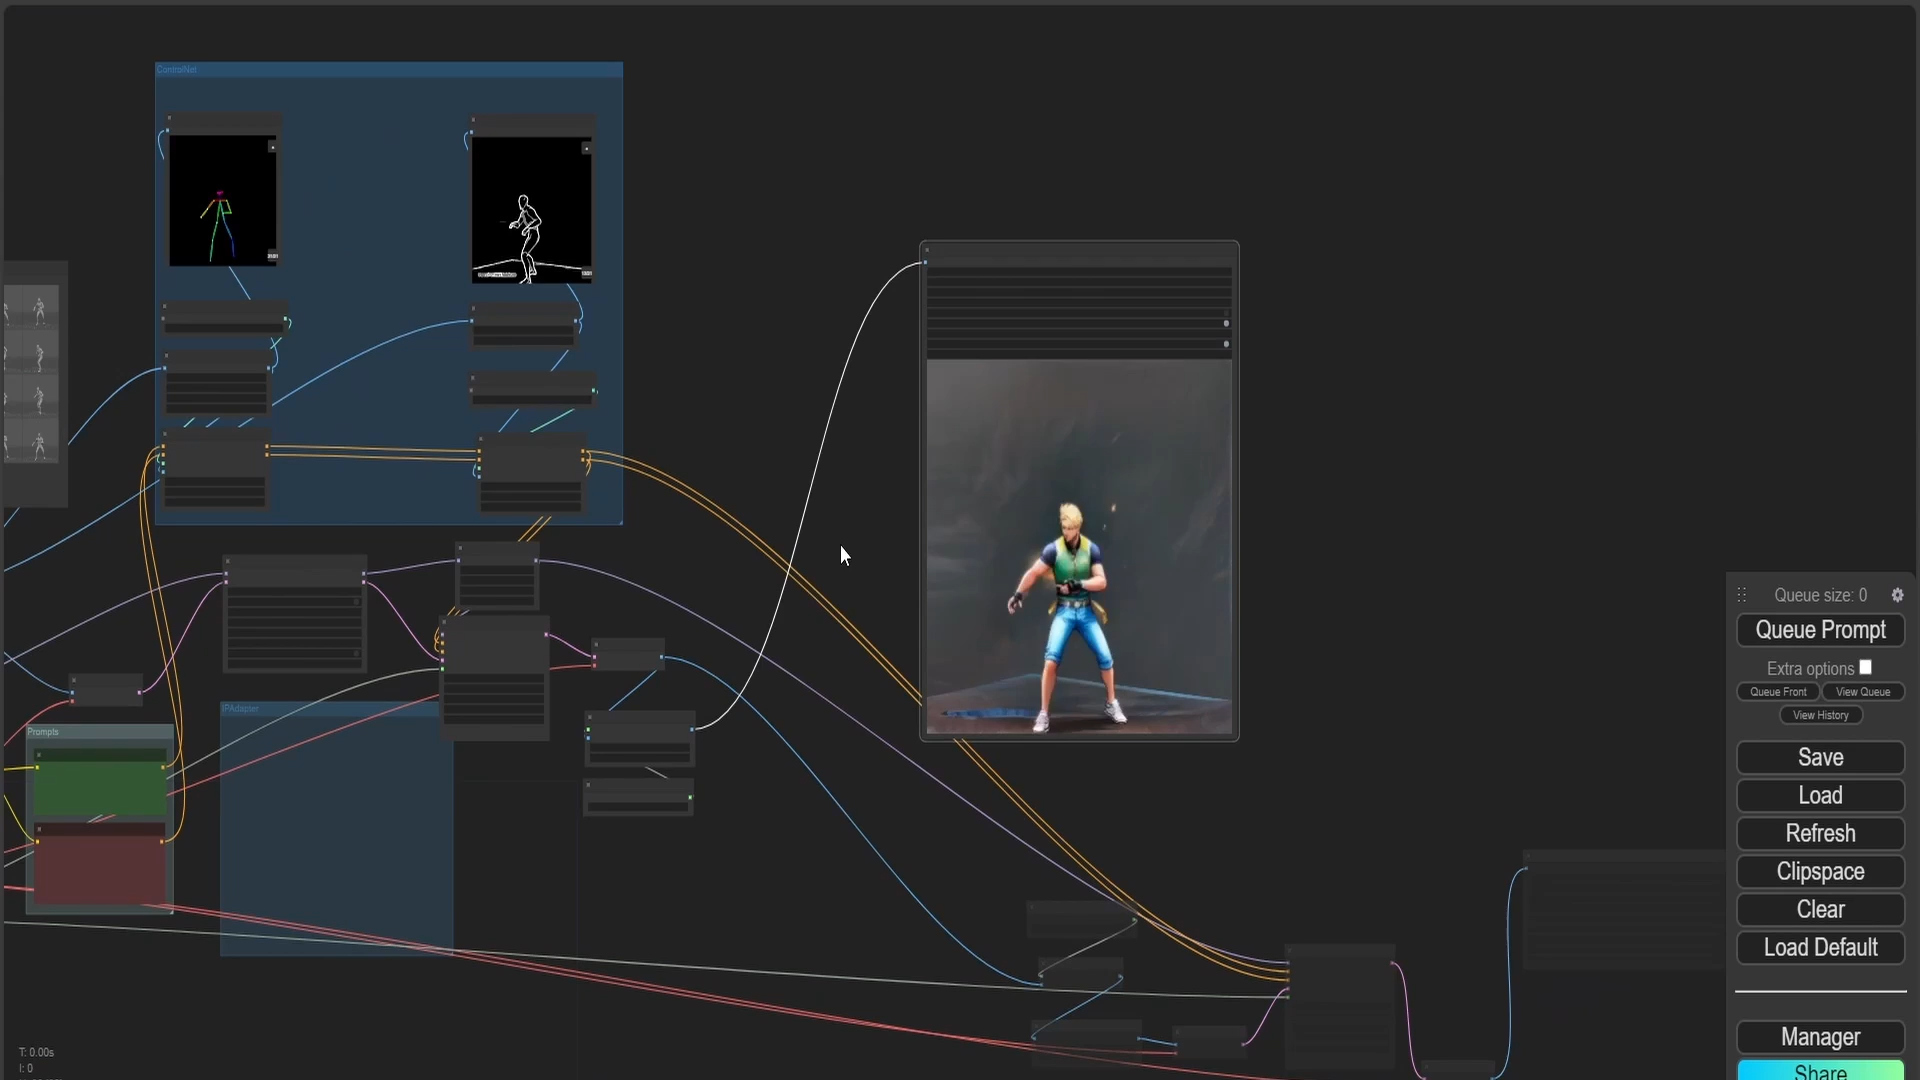 ControlNet
IPAdapter
Prompts
Queue size: 0
Queue Prompt
Extra options
Queue Front
View Queue
View History
Save
Load
Refresh
Clipspace
Clear
Load Default
Manager
Share
T: 0.00s
I: 0